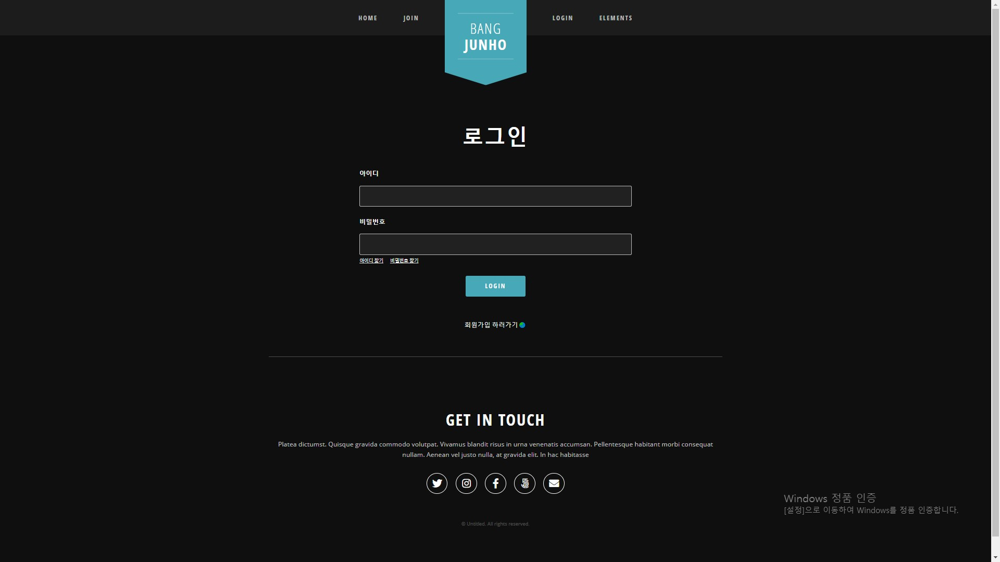 HOME
JOIN
BANG
JUNHO
LOGIN
ELEMENTS
로그인
아이디
비밀번호
아이디 찾기
비밀번호 찾기
LOGIN
회원가입 하러가기
GET IN TOUCH
Platea dictumst. Quisque gravida commodo volutpat. Vivamus blandit risus in urna venenatis accumsan. Pellentesque habitant morbi consequat
nullam. Aenean vel justo nulla, at gravida elit. In hac habitasse
Windows 정품 인증
[설정]으로 이동하여 Windows를 정품 인증합니다.
© Untitled. All rights reserved.